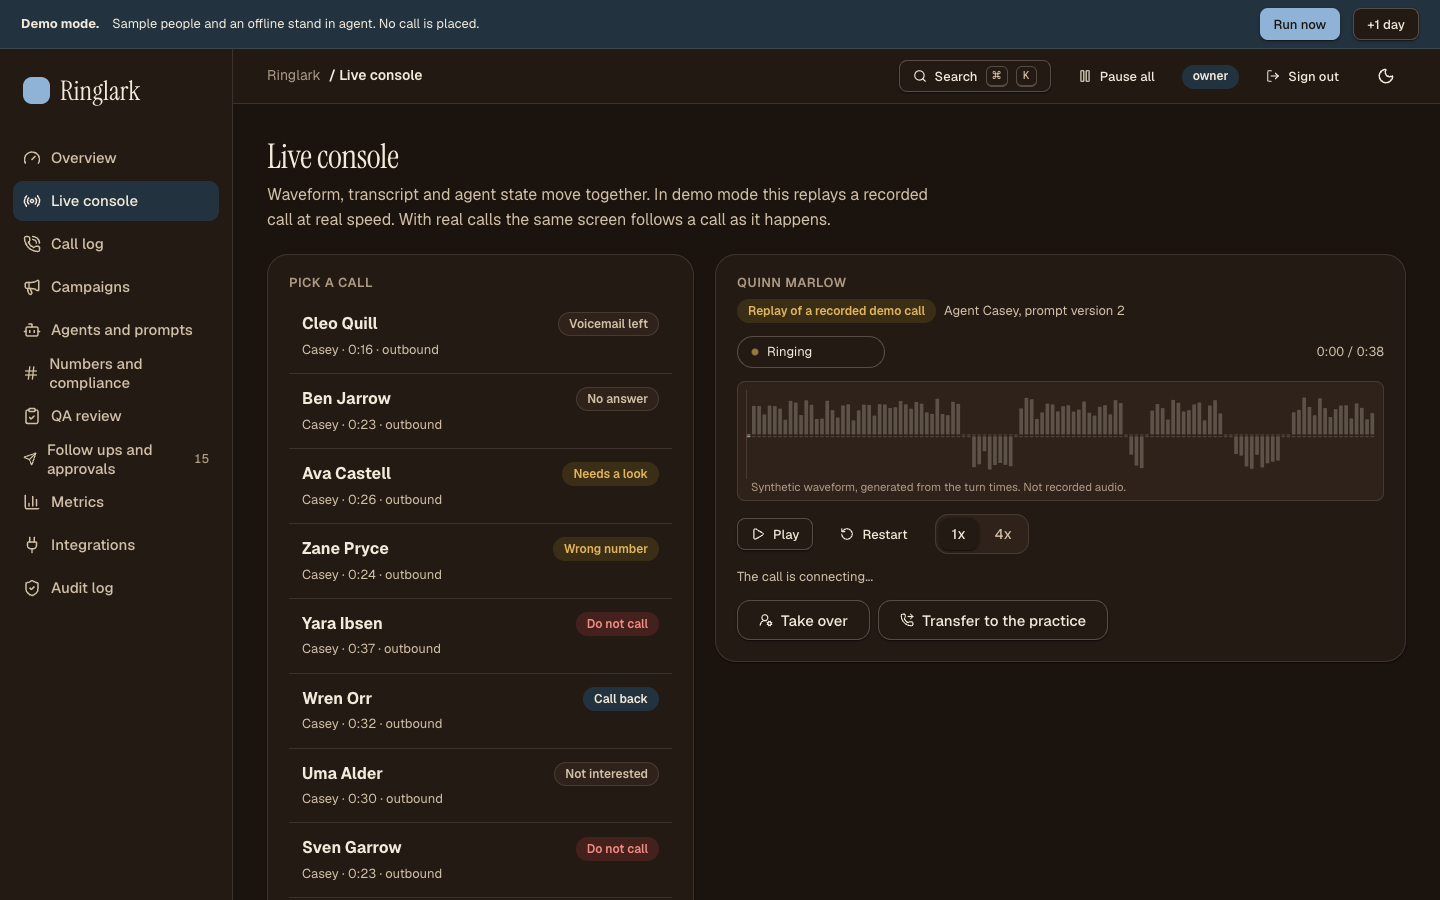 Demo mode. Sample people and an offline stand in agent. No call is placed.
Run now
+1 day
Ringlark
Overview
Live console
Call log
Campaigns
Agents and prompts
Numbers and
compliance
QA review
Follow ups and
approvals
15
Metrics
Integrations
Audit log
Ringlark / Live console
Search ⌘ K
Pause all
owner
Sign out
Live console
Waveform, transcript and agent state move together. In demo mode this replays a recorded
call at real speed. With real calls the same screen follows a call as it happens.
PICK A CALL
Cleo Quill
Voicemail left
Casey · 0:16 · outbound
Ben Jarrow
No answer
Casey · 0:23 · outbound
Ava Castell
Needs a look
Casey · 0:26 · outbound
Zane Pryce
Wrong number
Casey · 0:24 · outbound
Yara Ibsen
Do not call
Casey · 0:37 · outbound
Wren Orr
Call back
Casey · 0:32 · outbound
Uma Alder
Not interested
Casey · 0:30 · outbound
Sven Garrow
Do not call
Casey · 0:23 · outbound
QUINN MARLOW
Replay of a recorded demo call
Agent Casey, prompt version 2
Ringing
0:00 / 0:38
Synthetic waveform, generated from the turn times. Not recorded audio.
Play
Restart
1x
4x
The call is connecting...
Take over
Transfer to the practice